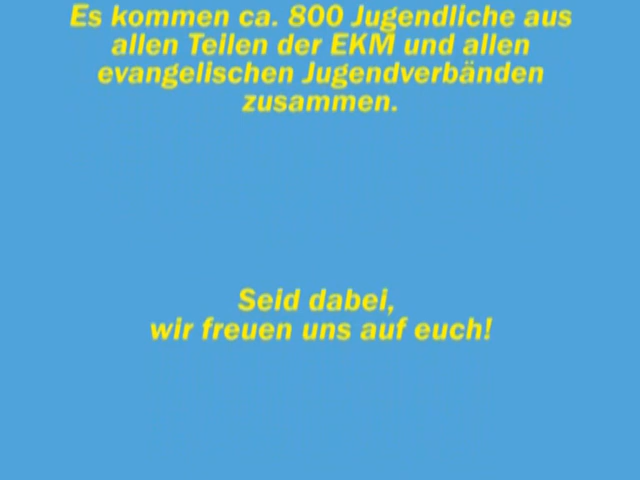 Es kommen ca. 800 Jugendliche aus
allen Teilen der EKM und allen
evangelischen Jugendverbänden
zusammen.
Seid dabei,
wir freuen uns auf euch!